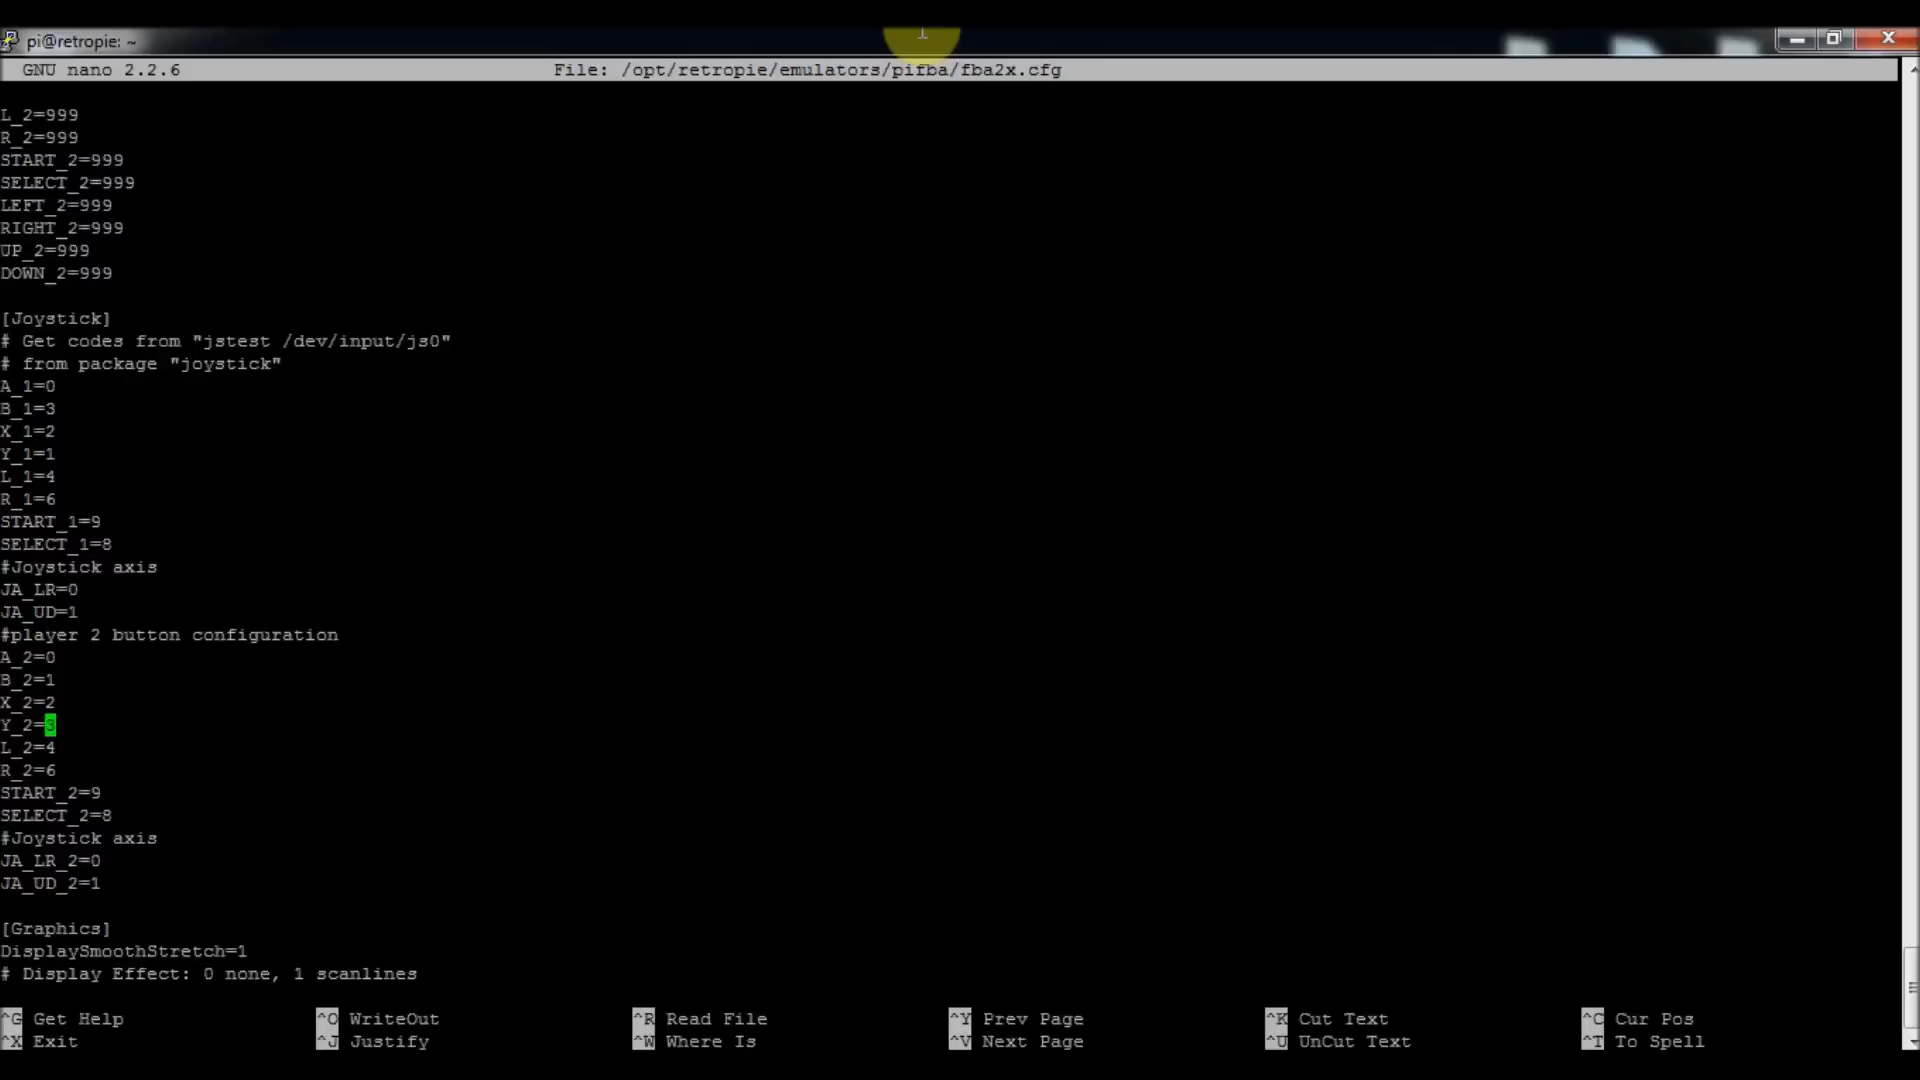 pi@retropie: ~
GNU nano 2.2.6 File: /opt/retropie/emulators/pifba/fba2x.cfg
L_2=999
R_2=999
START_2=999
SELECT_2=999
LEFT_2=999
RIGHT_2=999
UP_2=999
DOWN_2=999
[Joystick]
# Get codes from "jstest /dev/input/js0"
# from package "joystick"
A_1=0
B_1=3
X_1=2
Y_1=1
L_1=4
R_1=6
START_1=9
SELECT_1=8
#Joystick axis
JA_LR=0
JA_UD=1
#player 2 button configuration
A_2=0
B_2=1
X_2=2
Y_2=3
L_2=4
R_2=6
START_2=9
SELECT_2=8
#Joystick axis
JA_LR_2=0
JA_UD_2=1
[Graphics]
DisplaySmoothStretch=1
# Display Effect: 0 none, 1 scanlines
^G Get Help ^O WriteOut ^R Read File ^Y Prev Page ^K Cut Text ^C Cur Pos
^X Exit ^J Justify ^W Where Is ^V Next Page ^U UnCut Text ^T To Spell